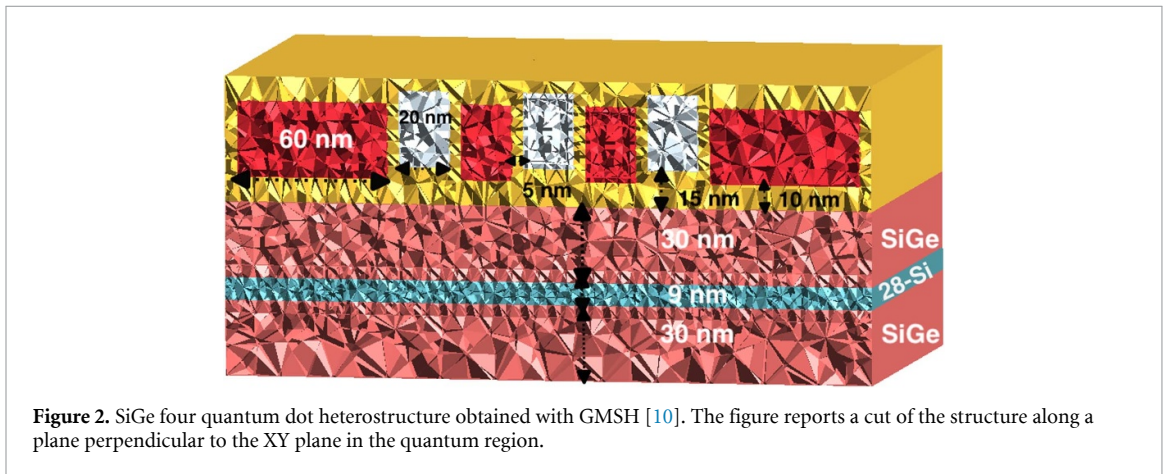 20 nm
60 nm
5 nm
15 nm
10 nm
30 nm
SiGe
28-Si
9 nm
30 nm
SiGe
Figure 2. SiGe four quantum dot heterostructure obtained with GMSH [10]. The figure reports a cut of the structure along a
plane perpendicular to the XY plane in the quantum region.